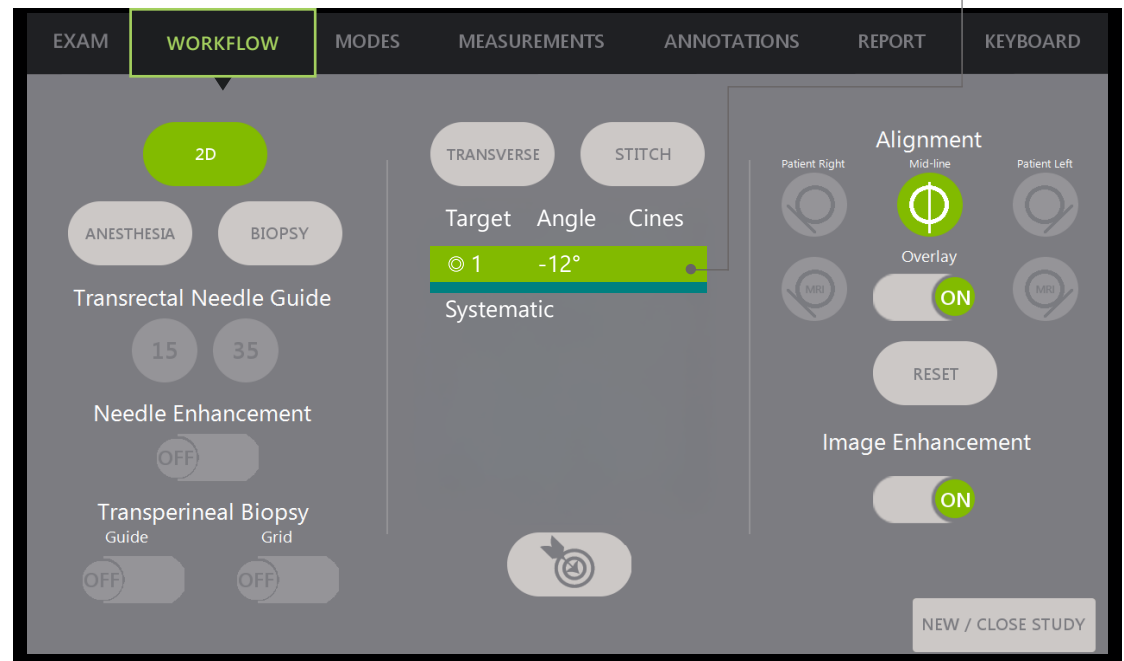 EXAM WORKFLOW MODES MEASUREMENTS ANNOTATIONS REPORT KEYBOARD
2D
ANESTHESIA BIOPSY
Transrectal Needle Guide
15 35
Needle Enhancement
OFF
Transperineal Biopsy
Guide Grid
OFF OFF
TRANSVERSE STITCH
Target Angle Cines
◎ 1 -12°
Systematic
Alignment
Patient Right Mid-line Patient Left
Overlay
MRI ON MRI
RESET
Image Enhancement
ON
NEW / CLOSE STUDY